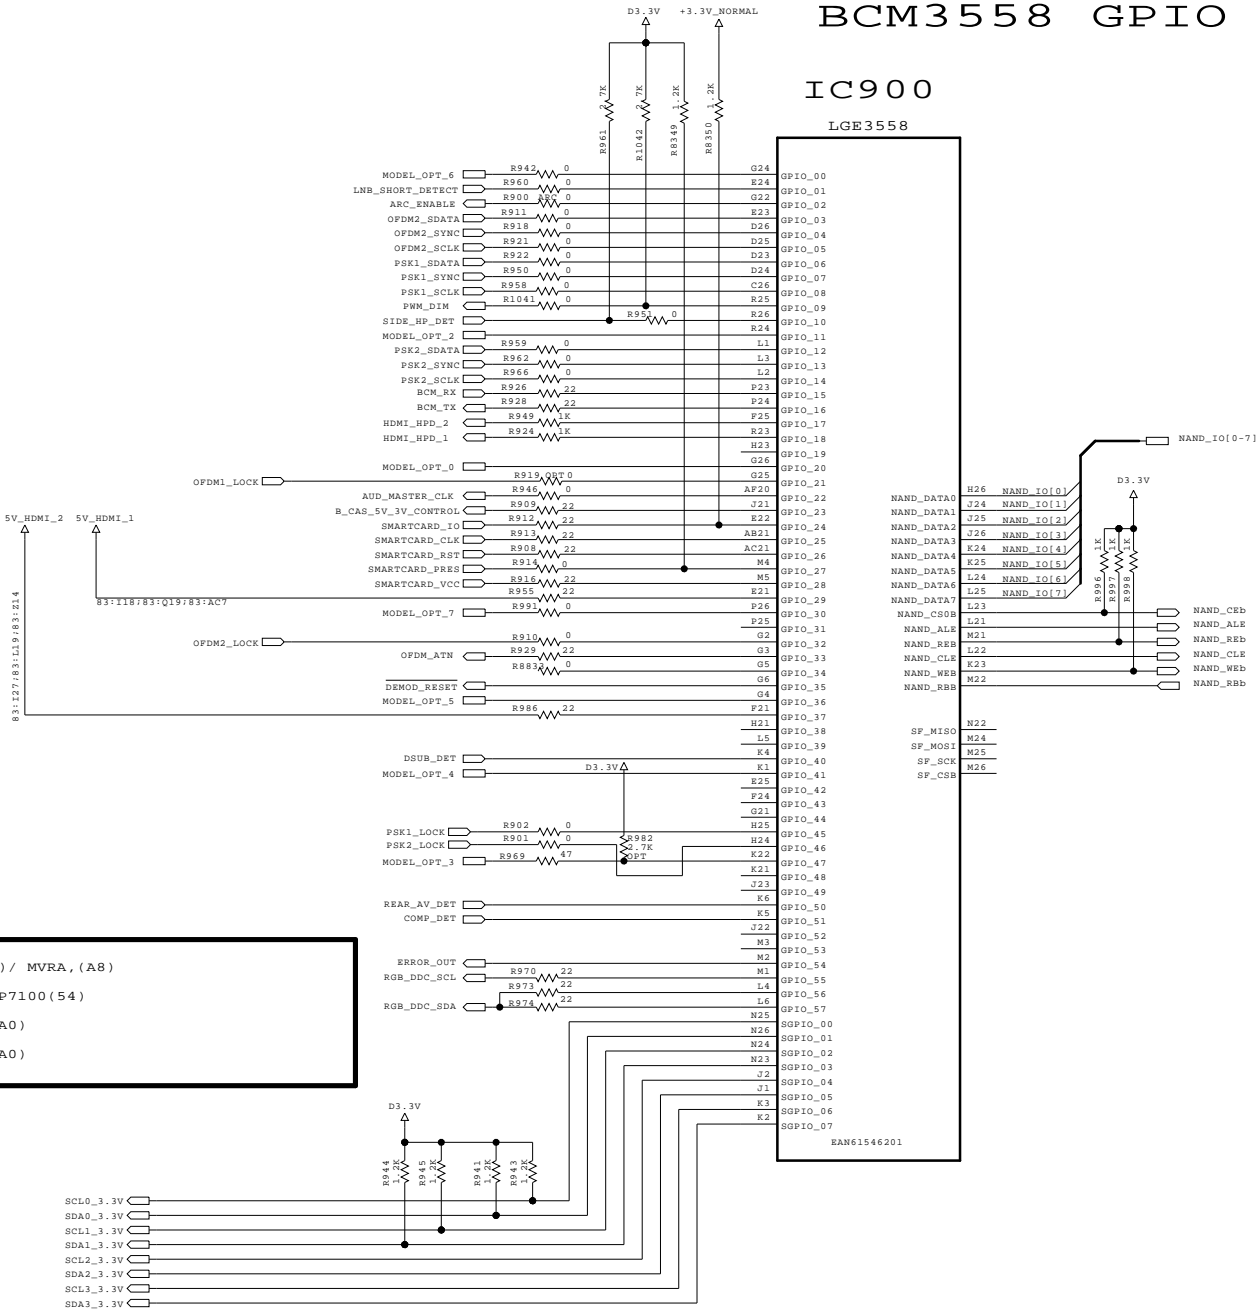 BCM3558 GPIO
D3.3V
+3.3V_NORMAL
IC900
LGE3558
R961 2.7K
R1042 2.7K
R8349 1.2K
R8350 1.2K
MODEL_OPT_6 R942 0 G24 GPIO_00
LNB_SHORT_DETECT R960 0 E24 GPIO_01
ARC_ENABLE R900 ARC 0 G22 GPIO_02
OFDM2_SDATA R911 0 E23 GPIO_03
OFDM2_SYNC R918 0 D26 GPIO_04
OFDM2_SCLK R921 0 D25 GPIO_05
PSK1_SDATA R922 0 D23 GPIO_06
PSK1_SYNC R950 0 D24 GPIO_07
PSK1_SCLK R958 0 C26 GPIO_08
PWM_DIM R1041 0 R25 GPIO_09
SIDE_HP_DET R951 0 R26 GPIO_10
MODEL_OPT_2 R24 GPIO_11
PSK2_SDATA R959 0 L1 GPIO_12
PSK2_SYNC R962 0 L3 GPIO_13
PSK2_SCLK R966 0 L2 GPIO_14
BCM_RX R926 22 P23 GPIO_15
BCM_TX R928 22 P24 GPIO_16
HDMI_HPD_2 R949 1K F25 GPIO_17
HDMI_HPD_1 R924 1K R23 GPIO_18
H23 GPIO_19
MODEL_OPT_0 G26 GPIO_20
OFDM1_LOCK R919 OPT 0 G25 GPIO_21
AUD_MASTER_CLK R946 0 AF20 GPIO_22
B_CAS_5V_3V_CONTROL R909 22 J21 GPIO_23
SMARTCARD_IO R912 22 E22 GPIO_24
SMARTCARD_CLK R913 22 AB21 GPIO_25
SMARTCARD_RST R908 22 AC21 GPIO_26
SMARTCARD_PRES R914 0 M4 GPIO_27
SMARTCARD_VCC R916 22 M5 GPIO_28
R955 22 E21 GPIO_29
MODEL_OPT_7 R991 0 P26 GPIO_30
P25 GPIO_31
OFDM2_LOCK R910 0 G2 GPIO_32
OFDM_ATN R929 22 G3 GPIO_33
R8833 0 G5 GPIO_34
DEMOD_RESET G6 GPIO_35
MODEL_OPT_5 G4 GPIO_36
R986 22 F21 GPIO_37
H21 GPIO_38
L5 GPIO_39
DSUB_DET K4 GPIO_40
MODEL_OPT_4 K1 GPIO_41
E25 GPIO_42
F24 GPIO_43
G21 GPIO_44
PSK1_LOCK R902 0 H25 GPIO_45
PSK2_LOCK R901 0 H24 GPIO_46
MODEL_OPT_3 R969 47 K22 GPIO_47
K21 GPIO_48
J23 GPIO_49
REAR_AV_DET K6 GPIO_50
COMP_DET K5 GPIO_51
J22 GPIO_52
M3 GPIO_53
ERROR_OUT M2 GPIO_54
RGB_DDC_SCL R970 22 M1 GPIO_55
R973 22 L4 GPIO_56
RGB_DDC_SDA R974 22 L6 GPIO_57
N25 SGPIO_00
N26 SGPIO_01
N24 SGPIO_02
N23 SGPIO_03
J2 SGPIO_04
J1 SGPIO_05
K3 SGPIO_06
K2 SGPIO_07
EAN61546201
5V_HDMI_2 5V_HDMI_1
83:I18;83:Q19;83:AC7
83:I27;83:L19;83:Z14
D3.3V
R982
2.7K
OPT
NAND_IO[0-7]
D3.3V
R996 1K
R997 1K
R998 1K
NAND_DATA0 H26 NAND_IO[0]
NAND_DATA1 J24 NAND_IO[1]
NAND_DATA2 J25 NAND_IO[2]
NAND_DATA3 J26 NAND_IO[3]
NAND_DATA4 K24 NAND_IO[4]
NAND_DATA5 K25 NAND_IO[5]
NAND_DATA6 L24 NAND_IO[6]
NAND_DATA7 L25 NAND_IO[7]
NAND_CS0B L23 NAND_CEb
NAND_ALE L21 NAND_ALE
NAND_REB M21 NAND_REb
NAND_CLE L22 NAND_CLE
NAND_WEB K23 NAND_WEb
NAND_RBB M22 NAND_RBb
SF_MISO N22
SF_MOSI M24
SF_SCK M25
SF_CSB M26
)/ MVRA,(A8)
P7100(54)
A0)
A0)
D3.3V
R944 1.2K
R945 1.2K
R941 1.2K
R943 1.2K
SCL0_3.3V
SDA0_3.3V
SCL1_3.3V
SDA1_3.3V
SCL2_3.3V
SDA2_3.3V
SCL3_3.3V
SDA3_3.3V